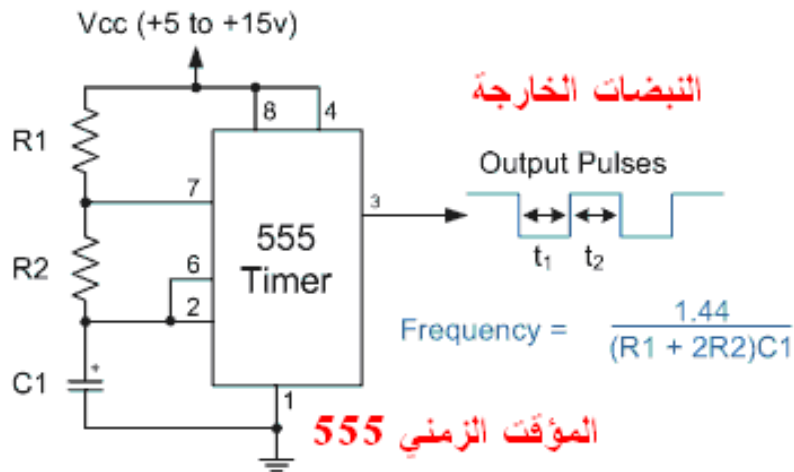 Vcc (+5 to +15v)
النبضات الخارجة
8 4
R1
Output Pulses
7
3
555
Timer
t1 t2
R2
6
2
Frequency = 1.44
(R1 + 2R2)C1
C1
+
1
المؤقت الزمني 555